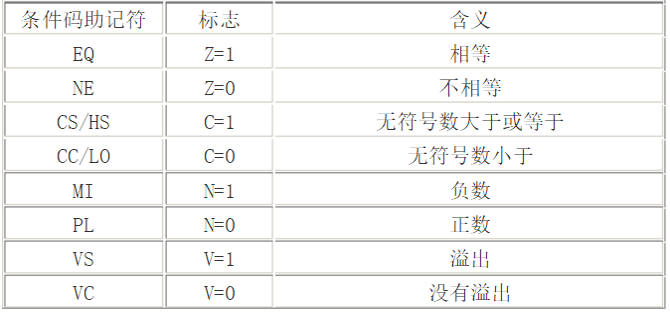 条件码助记符 标志 含义
EQ Z=1 相等
NE Z=0 不相等
CS/HS C=1 无符号数大于或等于
CC/LO C=0 无符号数小于
MI N=1 负数
PL N=0 正数
VS V=1 溢出
VC V=0 没有溢出